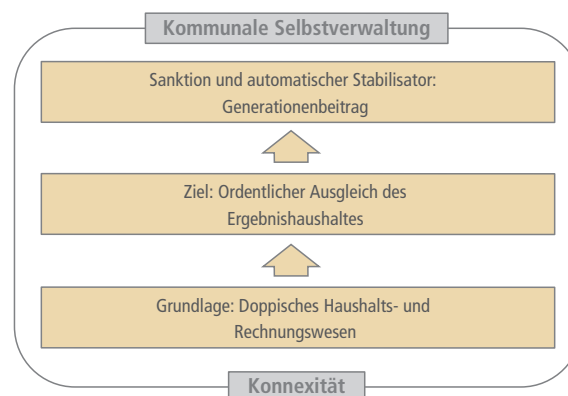 Kommunale Selbstverwaltung
Sanktion und automatischer Stabilisator:
Generationenbeitrag
Ziel: Ordentlicher Ausgleich des
Ergebnishaushaltes
Grundlage: Doppisches Haushalts- und
Rechnungswesen
Konnexität